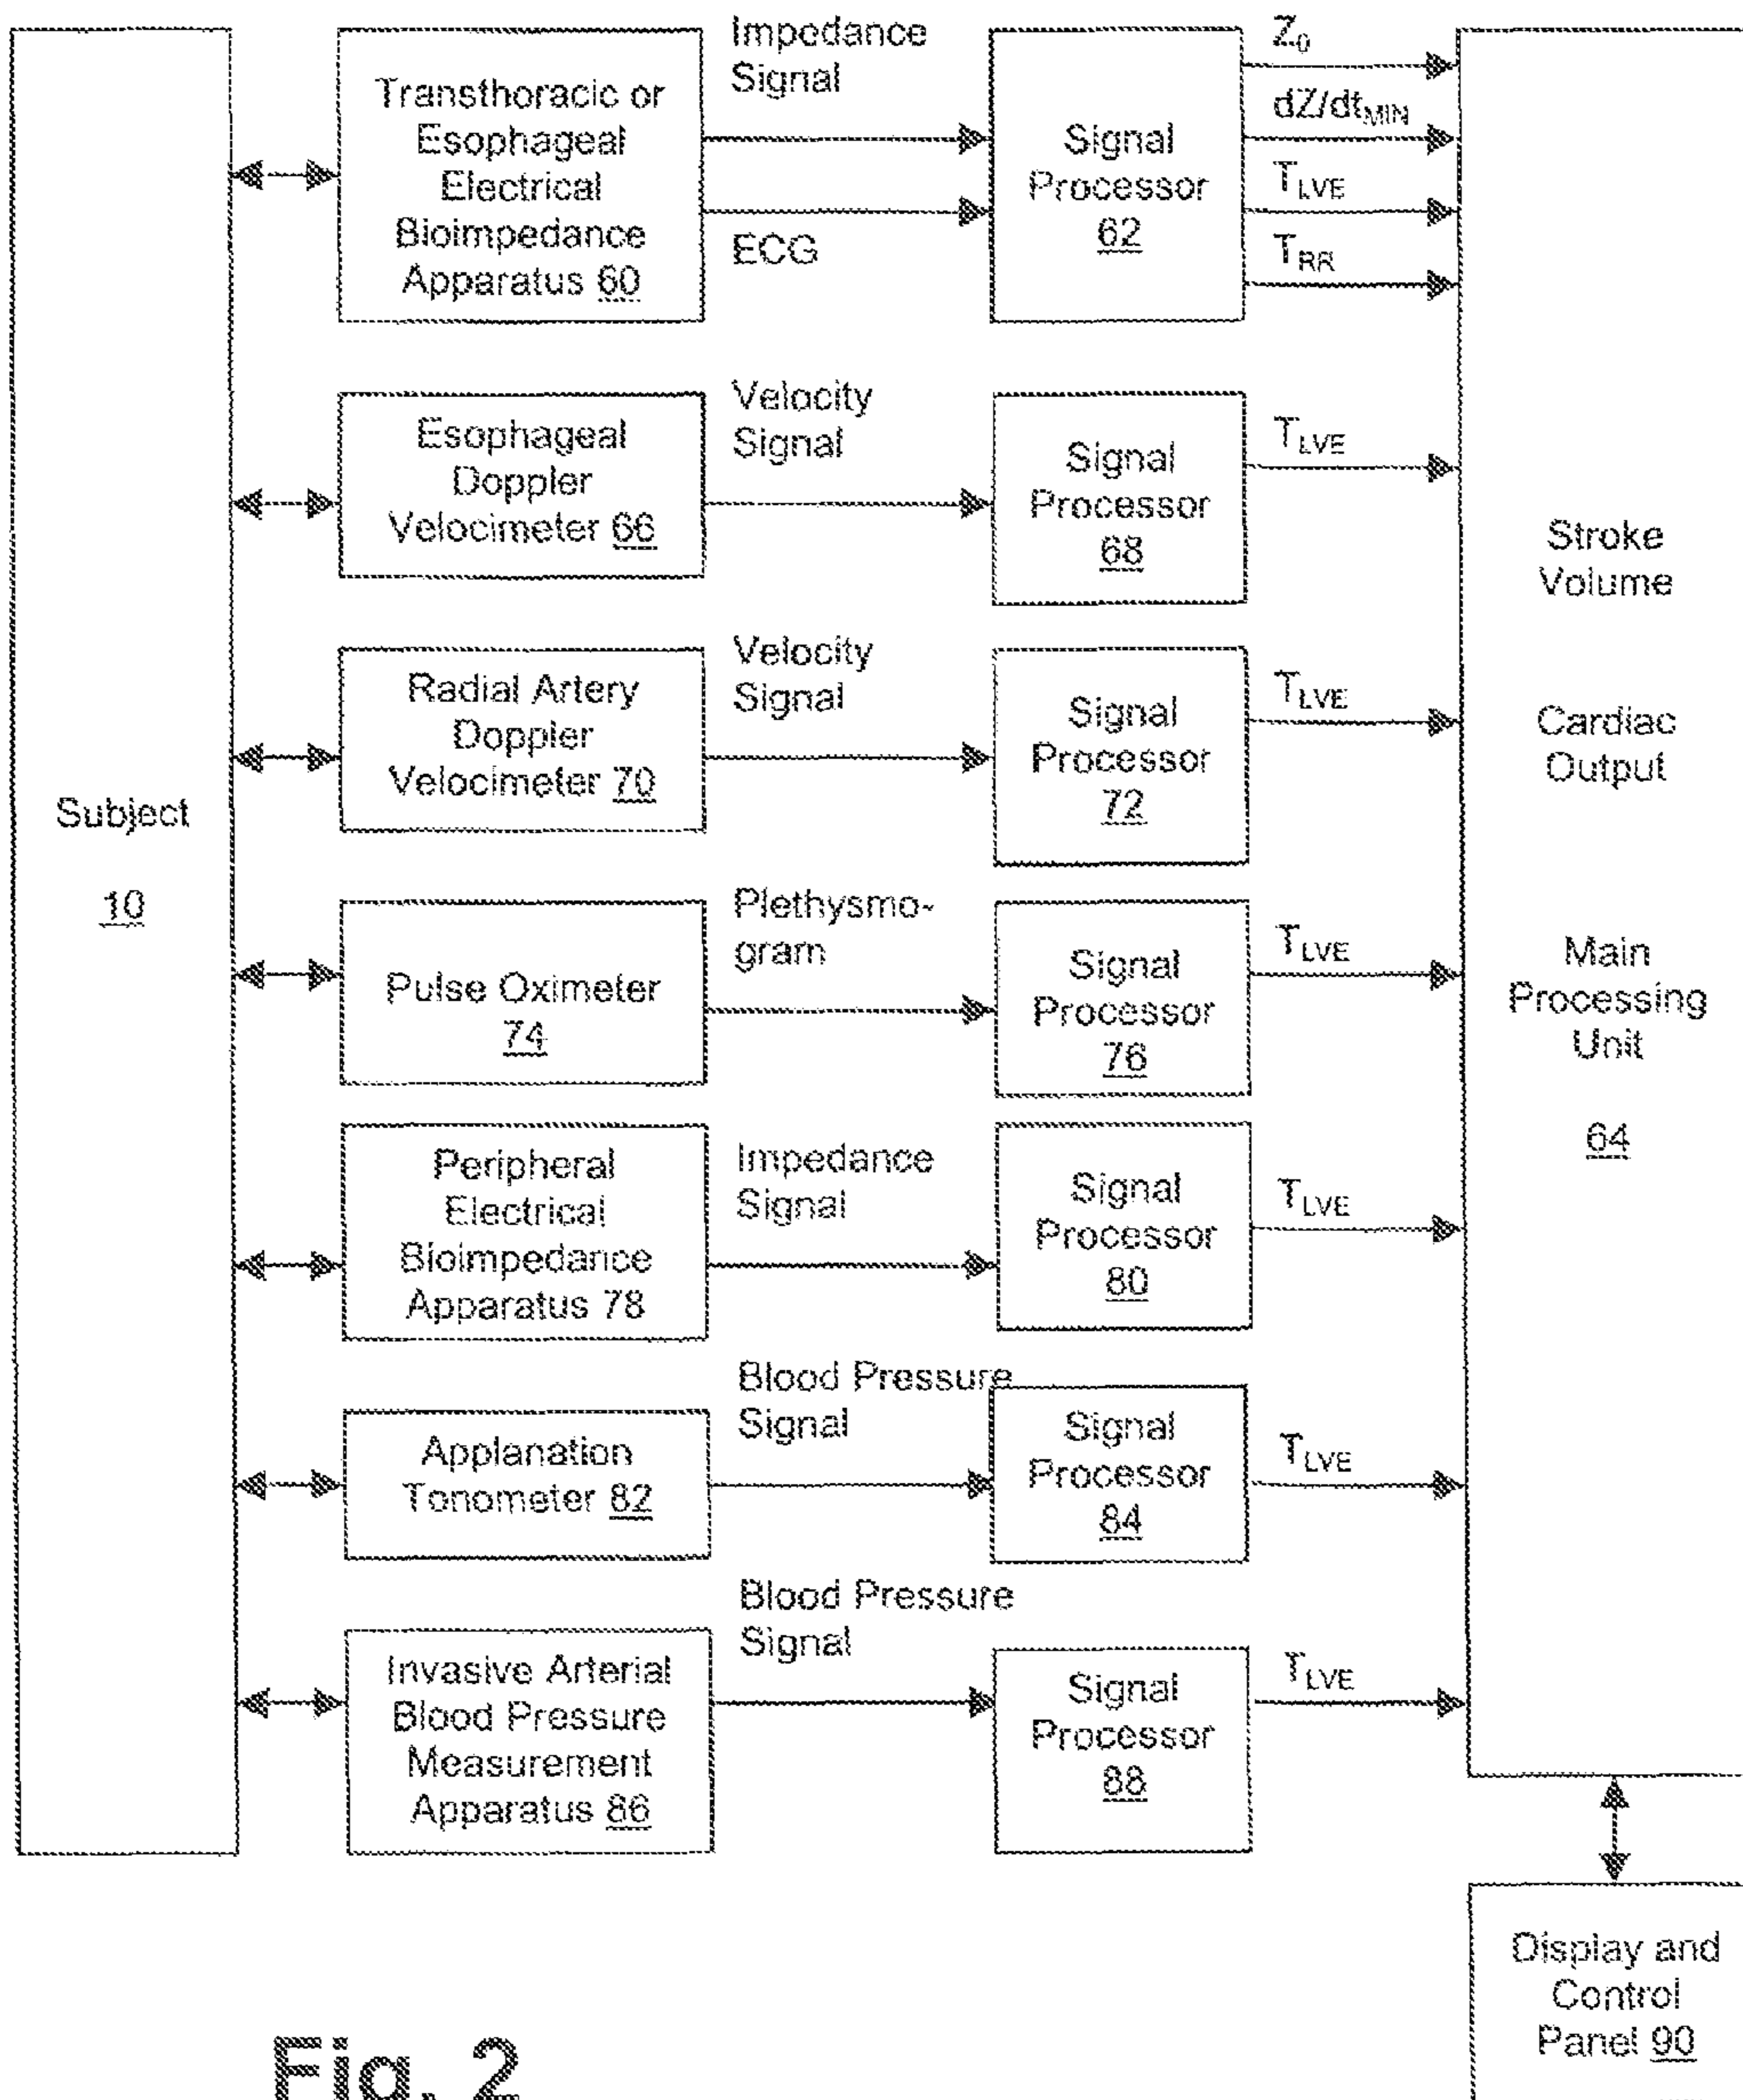 Subject
10
Transthoracic or
Esophageal
Electrical
Bioimpedance
Apparatus 60
Impedance
Signal
ECG
Signal
Processor
62
Z0
dZ/dtMIN
TLVE
TRR
Esophageal
Doppler
Velocimeter 66
Velocity
Signal
Signal
Processor
68
TLVE
Radial Artery
Doppler
Velocimeter 70
Velocity
Signal
Signal
Processor
72
TLVE
Pulse Oximeter
74
Plethysmo-
gram
Signal
Processor
76
TLVE
Peripheral
Electrical
Bioimpedance
Apparatus 78
Impedance
Signal
Signal
Processor
80
TLVE
Applanation
Tonometer 82
Blood Pressure
Signal
Signal
Processor
84
TLVE
Invasive Arterial
Blood Pressure
Measurement
Apparatus 86
Blood Pressure
Signal
Signal
Processor
88
TLVE
Stroke
Volume
Cardiac
Output
Main
Processing
Unit
64
Display and
Control
Panel 90
Fig. 2